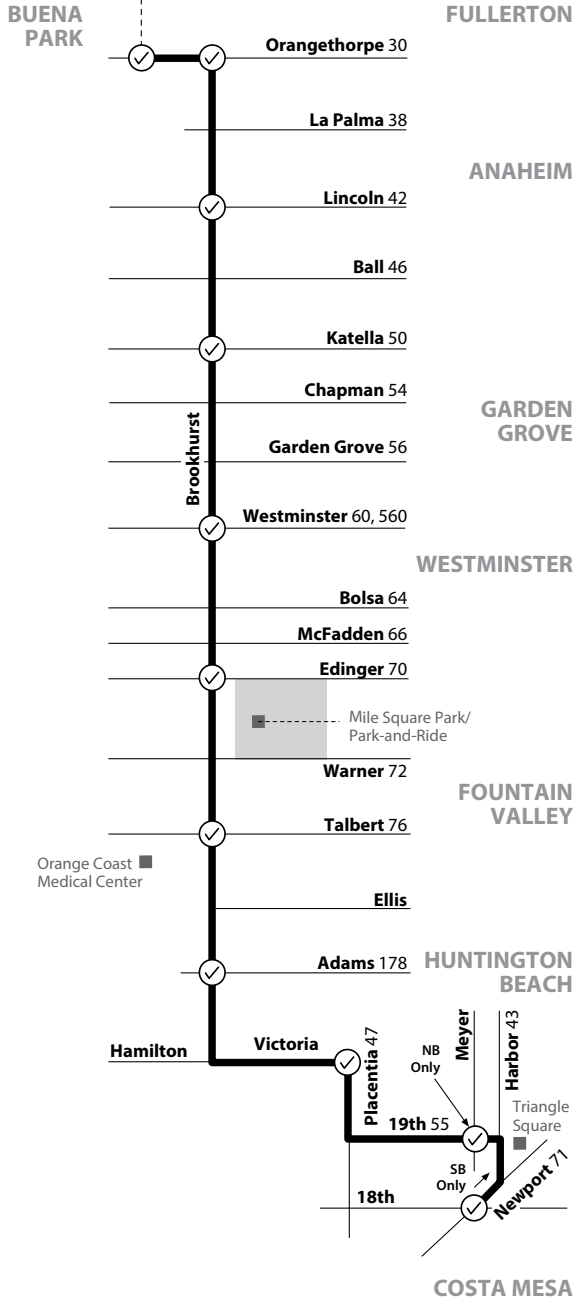 BUENA
PARK
FULLERTON
Orangethorpe 30
La Palma 38
ANAHEIM
Lincoln 42
Ball 46
Katella 50
Chapman 54
GARDEN
GROVE
Brookhurst
Garden Grove 56
Westminster 60, 560
WESTMINSTER
Bolsa 64
McFadden 66
Edinger 70
Mile Square Park/
Park-and-Ride
Warner 72
FOUNTAIN
VALLEY
Talbert 76
Orange Coast
Medical Center
Ellis
Adams 178
HUNTINGTON
BEACH
Hamilton
Victoria
Placentia 47
NB
Only
Meyer
Harbor 43
Triangle
Square
19th 55
SB
Only
Newport 71
18th
COSTA MESA